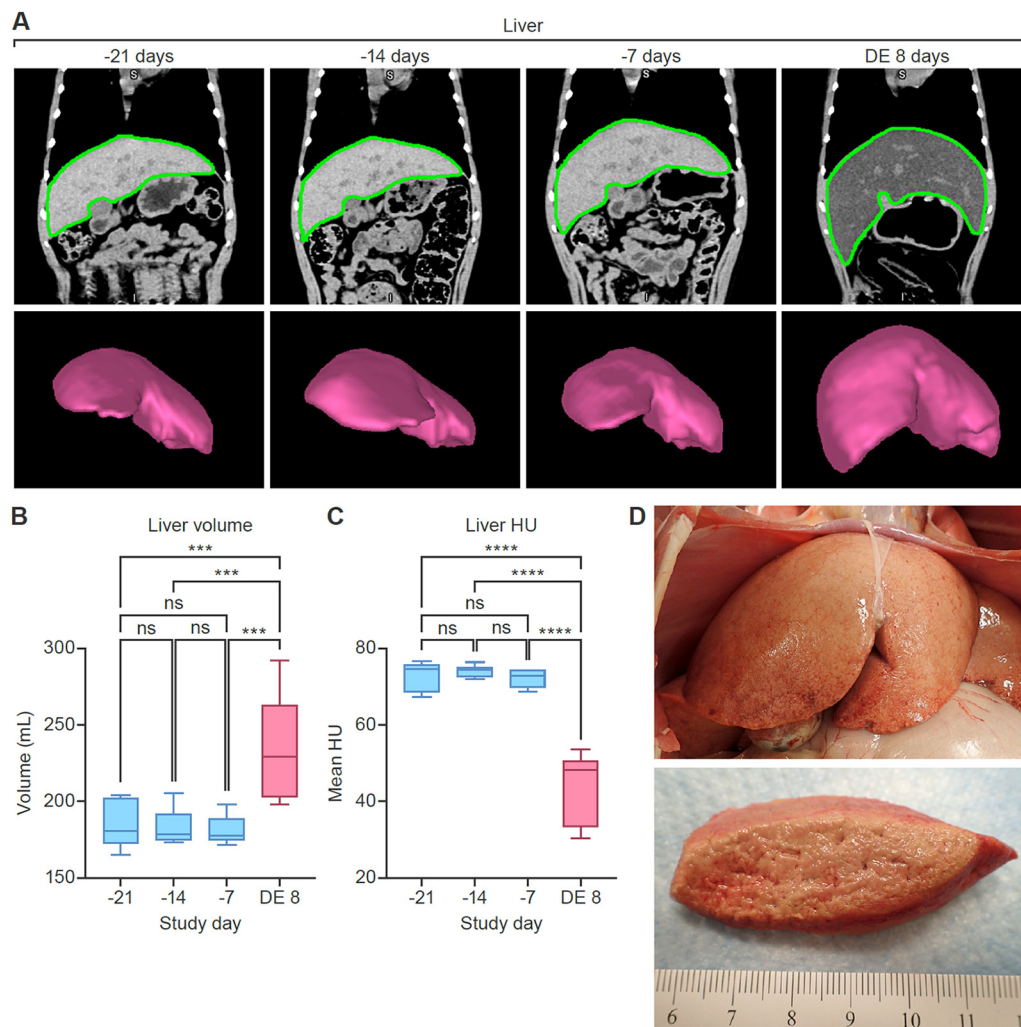 A
Liver
-21 days
-14 days
-7 days
DE 8 days
S
S
S
S
I
I
I
I
B
Liver volume
***
***
ns
ns
ns
***
300
250
200
150
Volume (mL)
-21
-14
-7
DE 8
Study day
C
Liver HU
****
****
ns
ns
ns
****
80
60
40
20
Mean HU
-21
-14
-7
DE 8
Study day
D
6
7
8
9
10
11